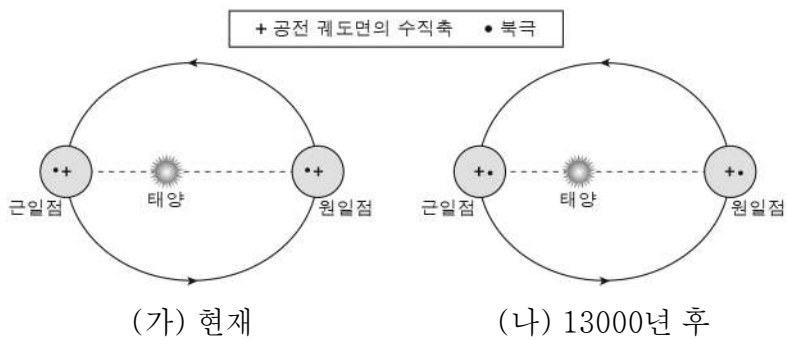 + 공전 궤도면의 수직축 • 북극
근일점 태양 원일점 근일점 태양 원일점
(가) 현재 (나) 13000년 후